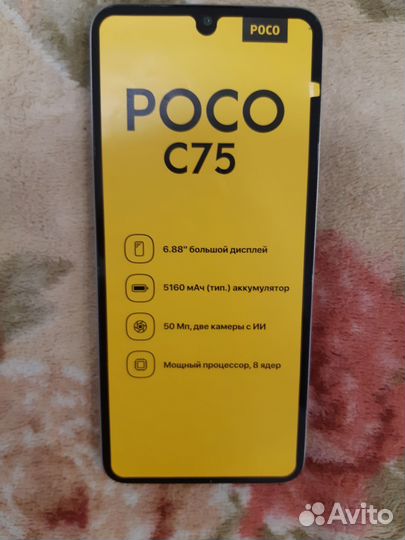 POCO
POCO
C75
6.88" большой дисплей
5160 мАч (тип.) аккумулятор
50 Мп, две камеры с ИИ
Мощный процессор, 8 ядер
Avito